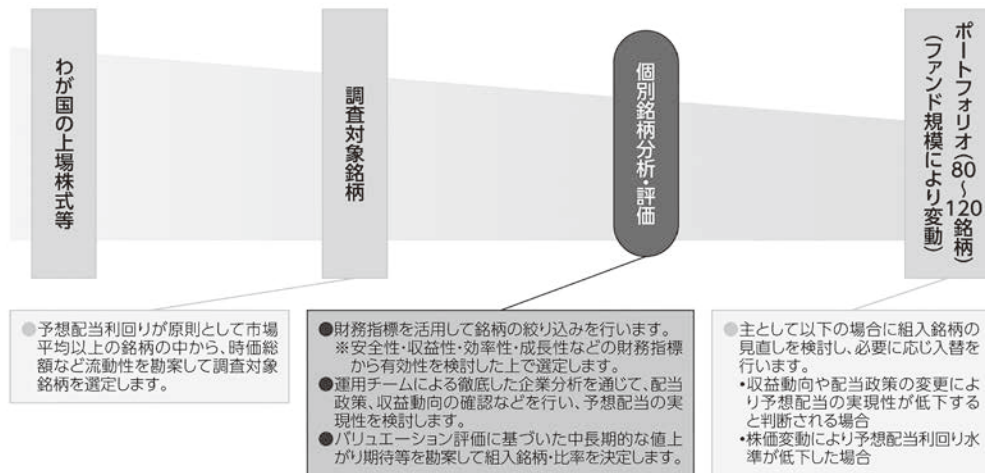 わが国の上場株式等
調査対象銘柄
個別銘柄分析・評価
ポートフォリオ(80～120銘柄)
(ファンド規模により変動)
●予想配当利回りが原則として市場
平均以上の銘柄の中から、時価総
額など流動性を勘案して調査対象
銘柄を選定します。
●財務指標を活用して銘柄の絞り込みを行います。
※安全性・収益性・効率性・成長性などの財務指標
から有効性を検討した上で選定します。
●運用チームによる徹底した企業分析を通じて、配当
政策、収益動向の確認などを行い、予想配当の実
現性を検討します。
●バリュエーション評価に基づいた中長期的な値上
がり期待等を勘案して組入銘柄・比率を決定します。
●主として以下の場合に組入銘柄の
見直しを検討し、必要に応じ入替を
行います。
・収益動向や配当政策の変更によ
り予想配当の実現性が低下する
と判断される場合
・株価変動により予想配当利回り水
準が低下した場合